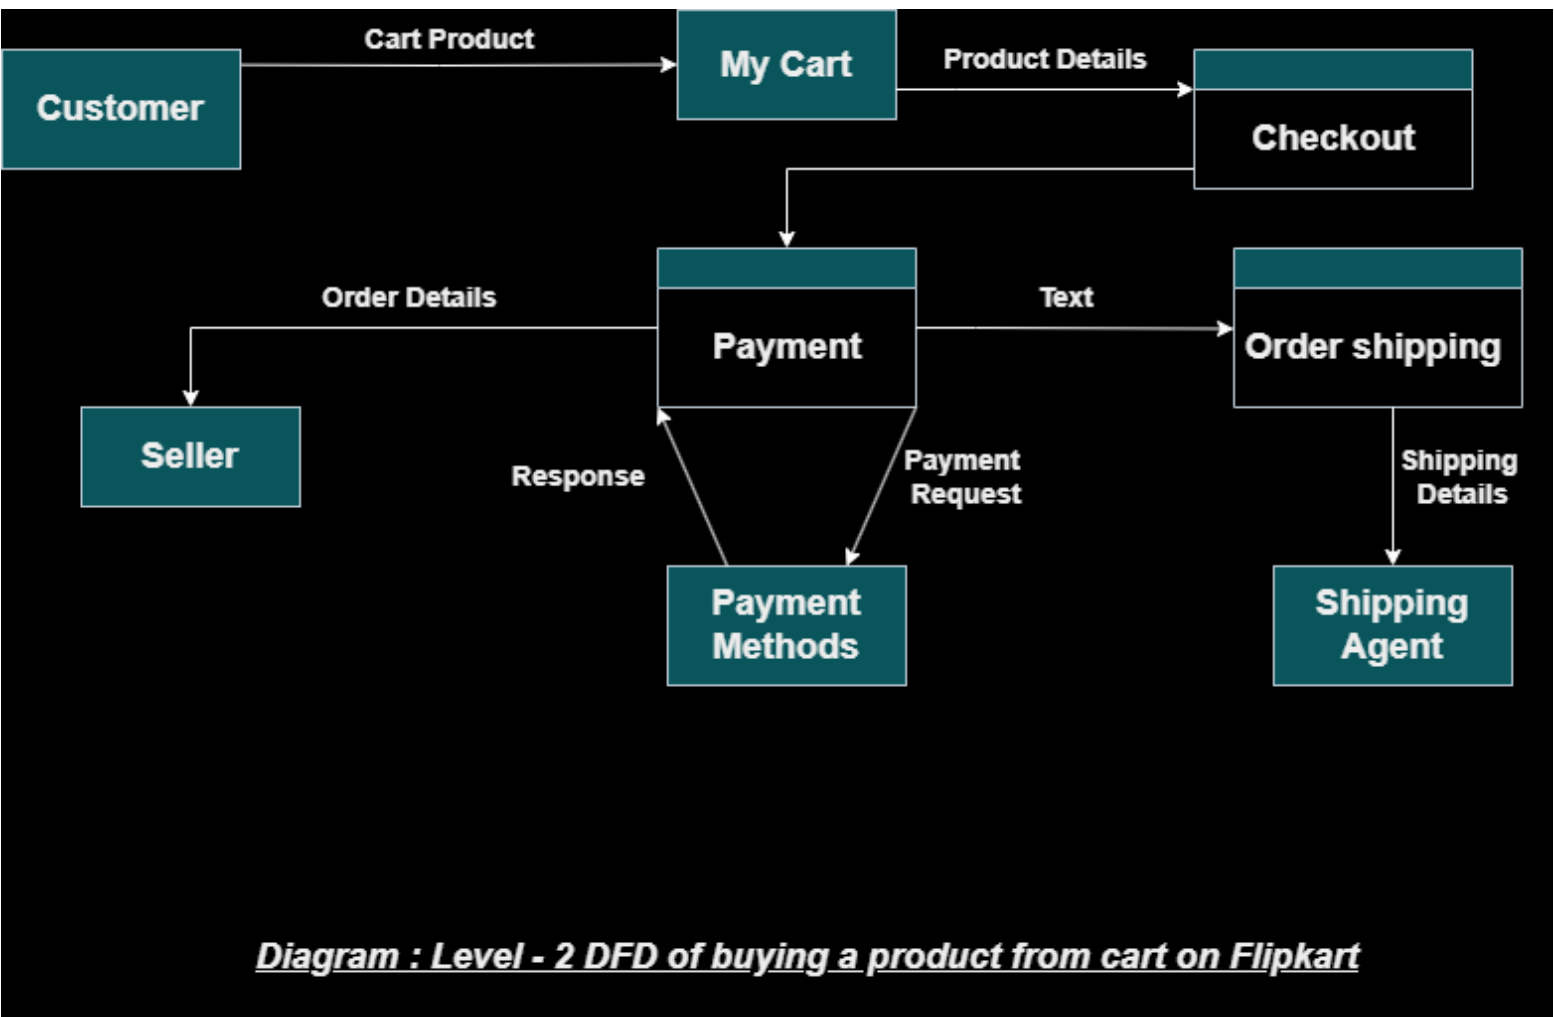 Cart Product
My Cart
Product Details
Customer
Checkout
Order Details
Text
Payment
Order shipping
Seller
Response
Payment
Request
Shipping
Details
Payment
Methods
Shipping
Agent
Diagram : Level - 2 DFD of buying a product from cart on Flipkart